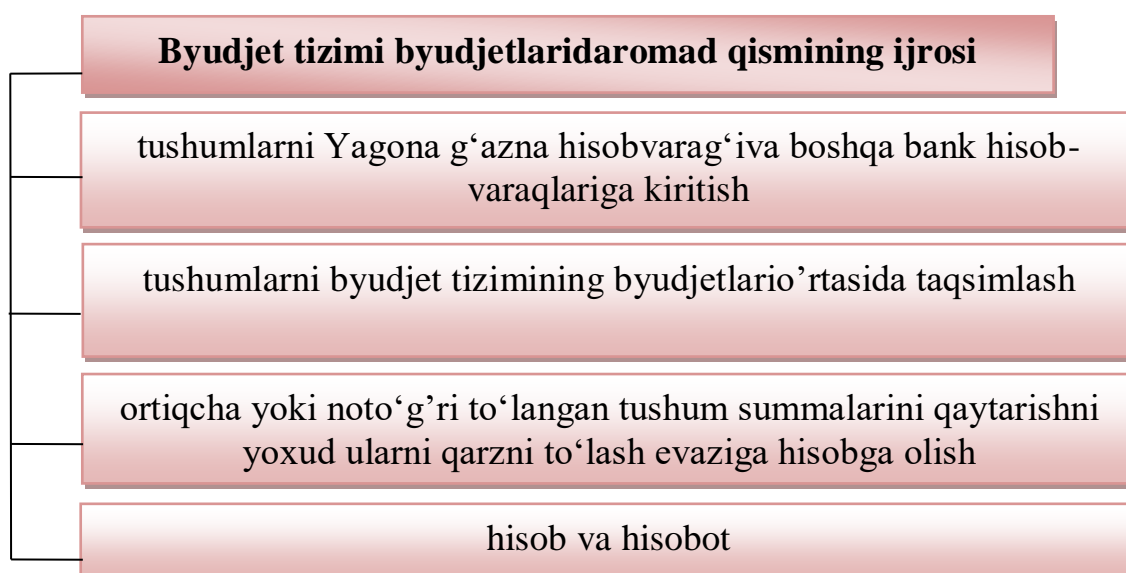 Byudjet tizimi byudjetlaridaromad qismining ijrosi
tushumlarni Yagona g‘azna hisobvarag‘iva boshqa bank hisob-
varaqlariga kiritish
tushumlarni byudjet tizimining byudjetlario’rtasida taqsimlash
ortiqcha yoki noto‘g’ri to‘langan tushum summalarini qaytarishni
yoxud ularni qarzni to‘lash evaziga hisobga olish
hisob va hisobot